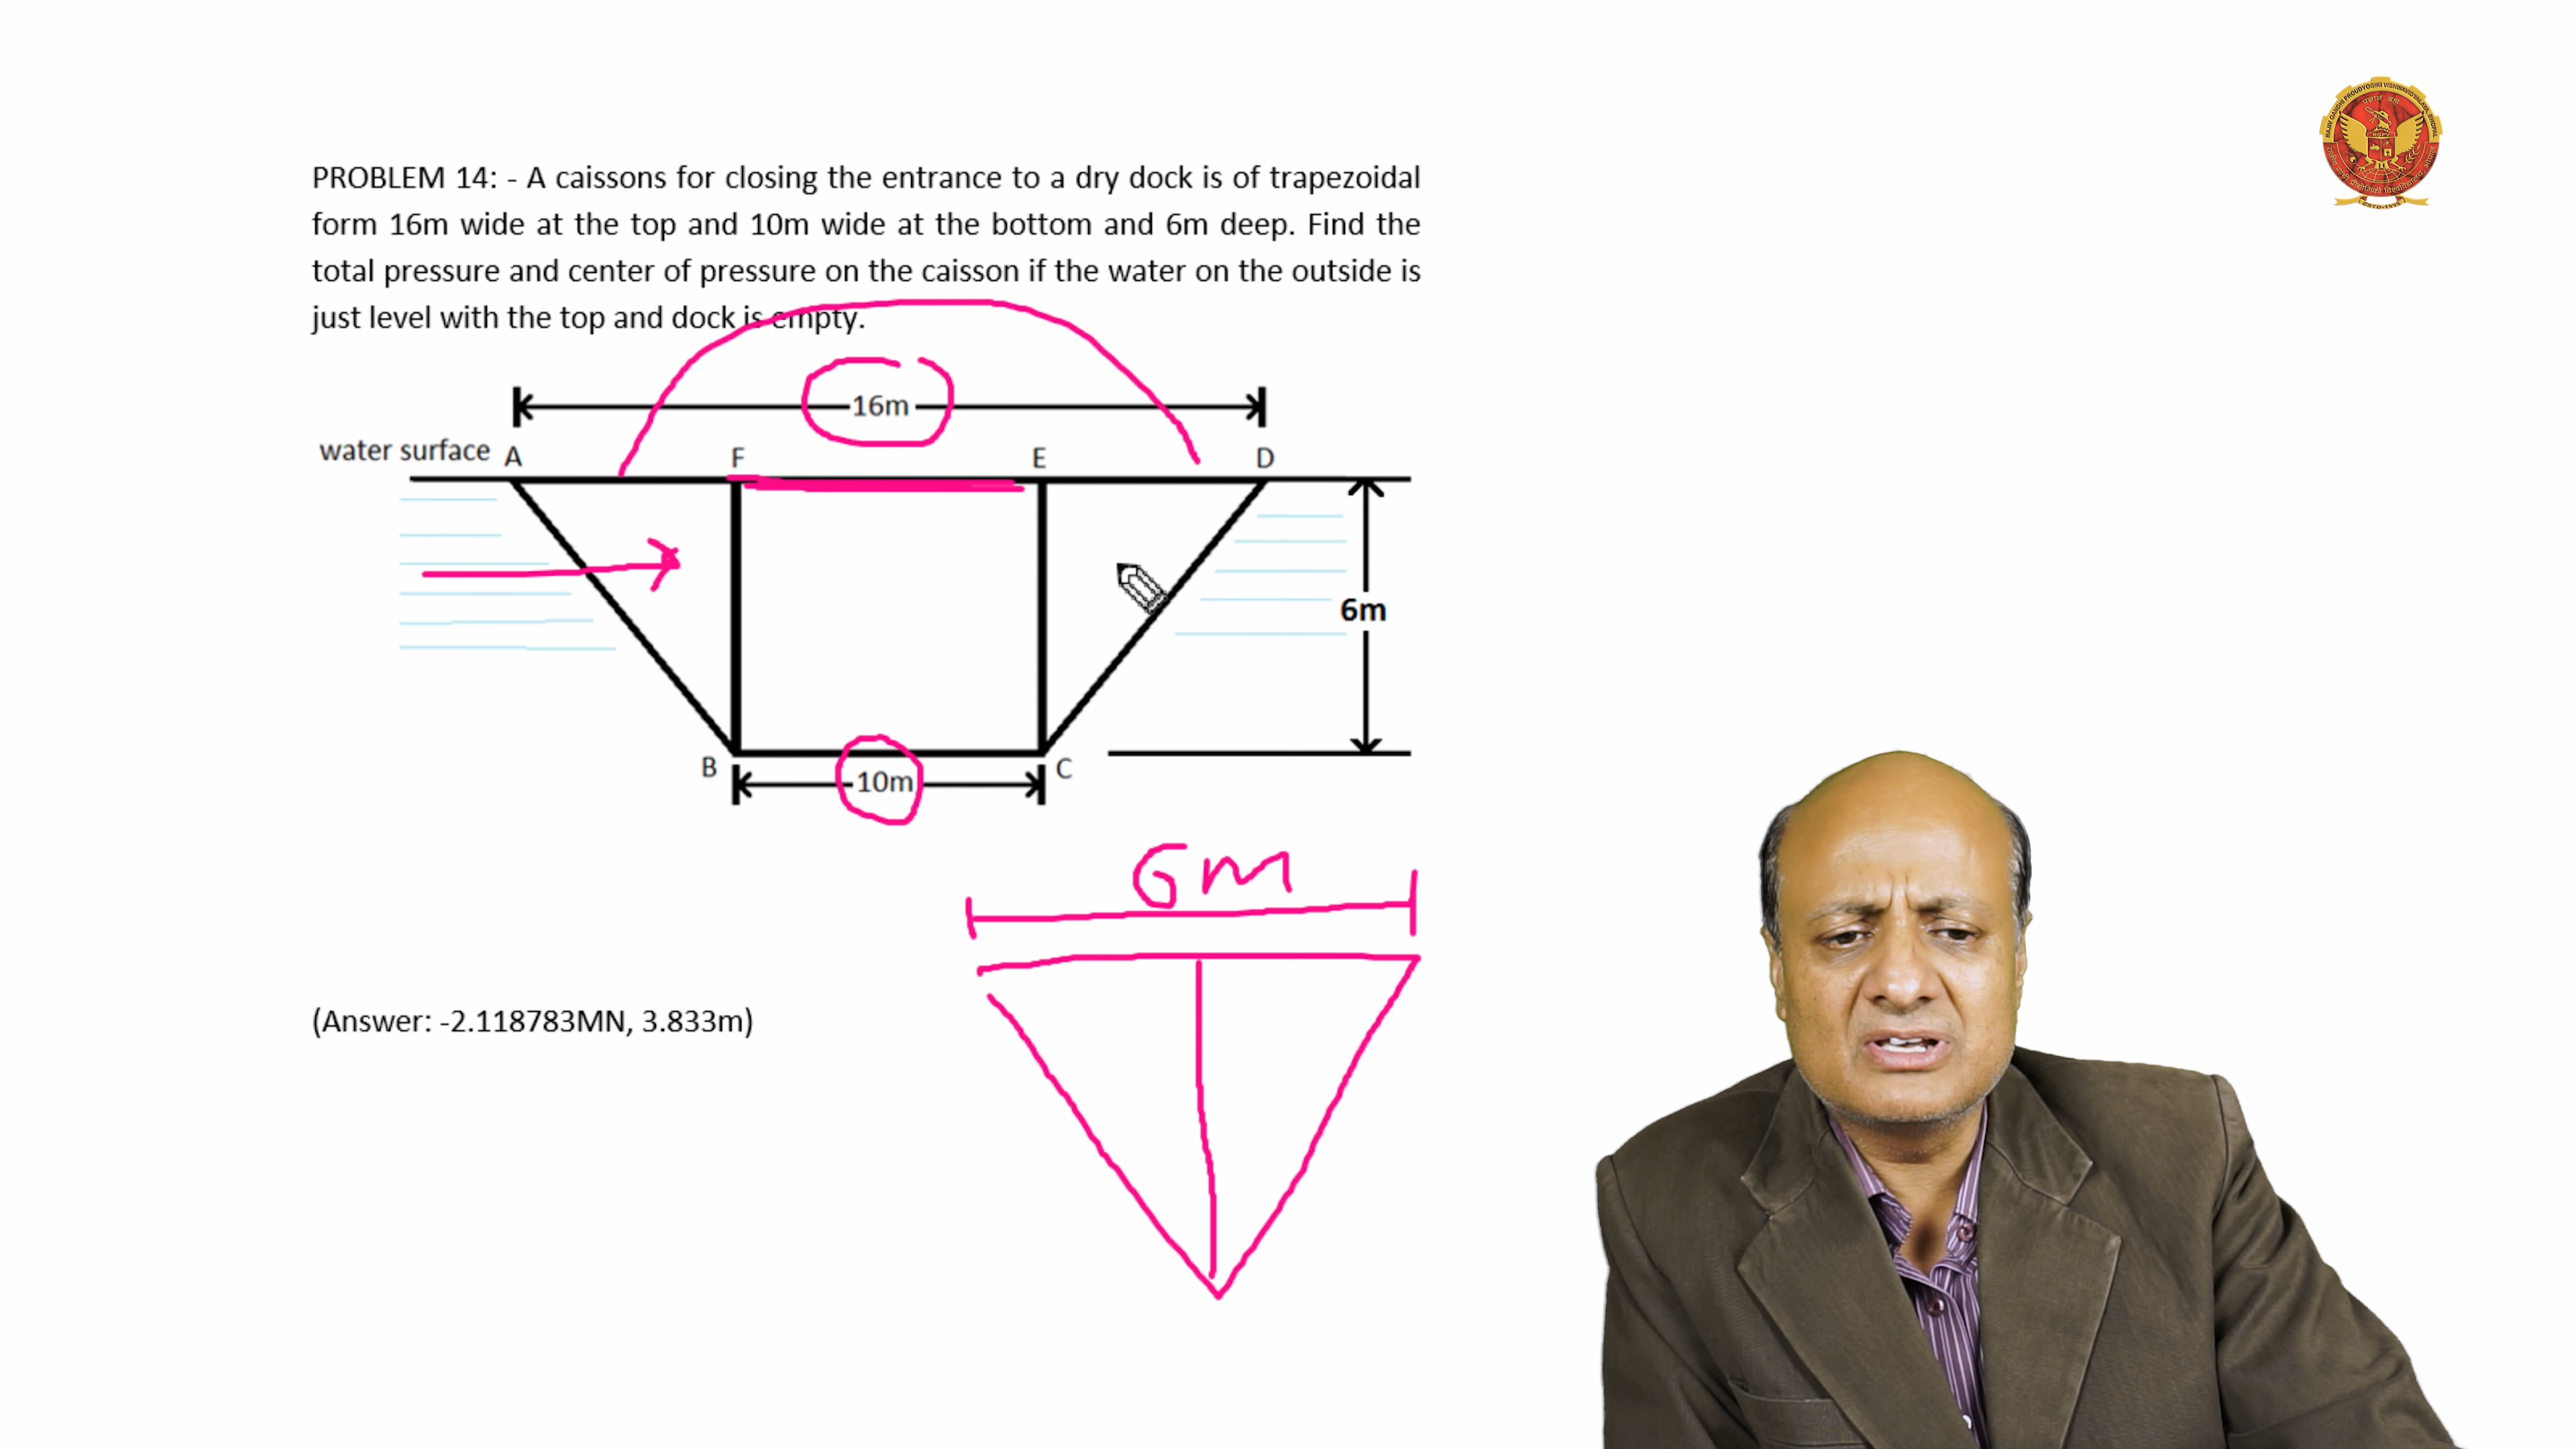 PROBLEM 14: - A caissons for closing the entrance to a dry dock is of trapezoidal
form 16m wide at the top and 10m wide at the bottom and 6m deep. Find the
total pressure and center of pressure on the caisson if the water on the outside is
just level with the top and dock is empty.
16m
water surface A F E D
6m
B 10m C
6m
(Answer: -2.118783MN, 3.833m)